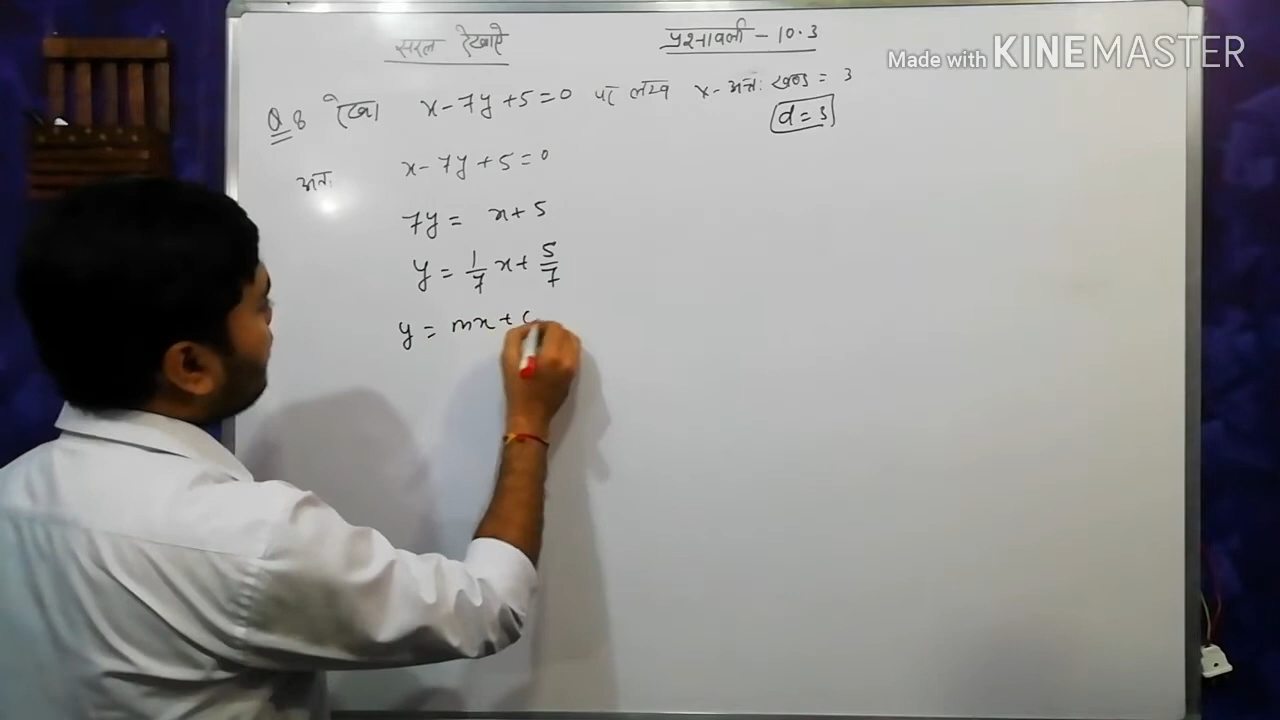 सरल रेखाऐं प्रश्नावली - 10.3
Made with KINEMASTER
Q 8 रेखा x - 7y + 5 = 0 पर लम्ब x - अन्तः खण्ड = 3
d = 3
अतः x - 7y + 5 = 0
7y = x + 5
y = 1/7 x + 5/7
y = mx + c